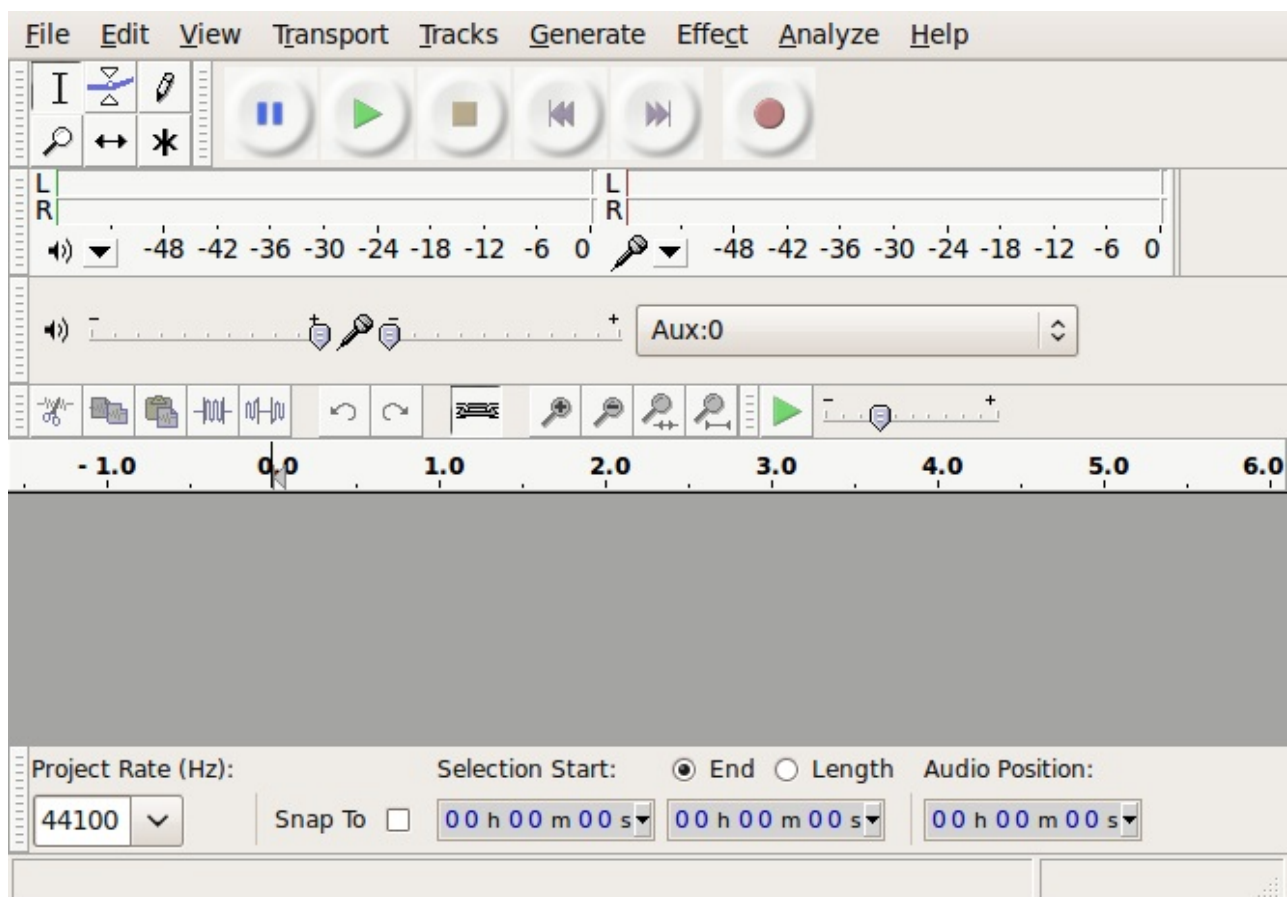 File Edit View Transport Tracks Generate Effect Analyze Help
L L
R R
-48 -42 -36 -30 -24 -18 -12 -6 0 -48 -42 -36 -30 -24 -18 -12 -6 0
- + - + Aux:0
- +
- 1.0 0.0 1.0 2.0 3.0 4.0 5.0 6.0
Project Rate (Hz): Selection Start: End Length Audio Position:
44100 Snap To 00 h 00 m 00 s 00 h 00 m 00 s 00 h 00 m 00 s